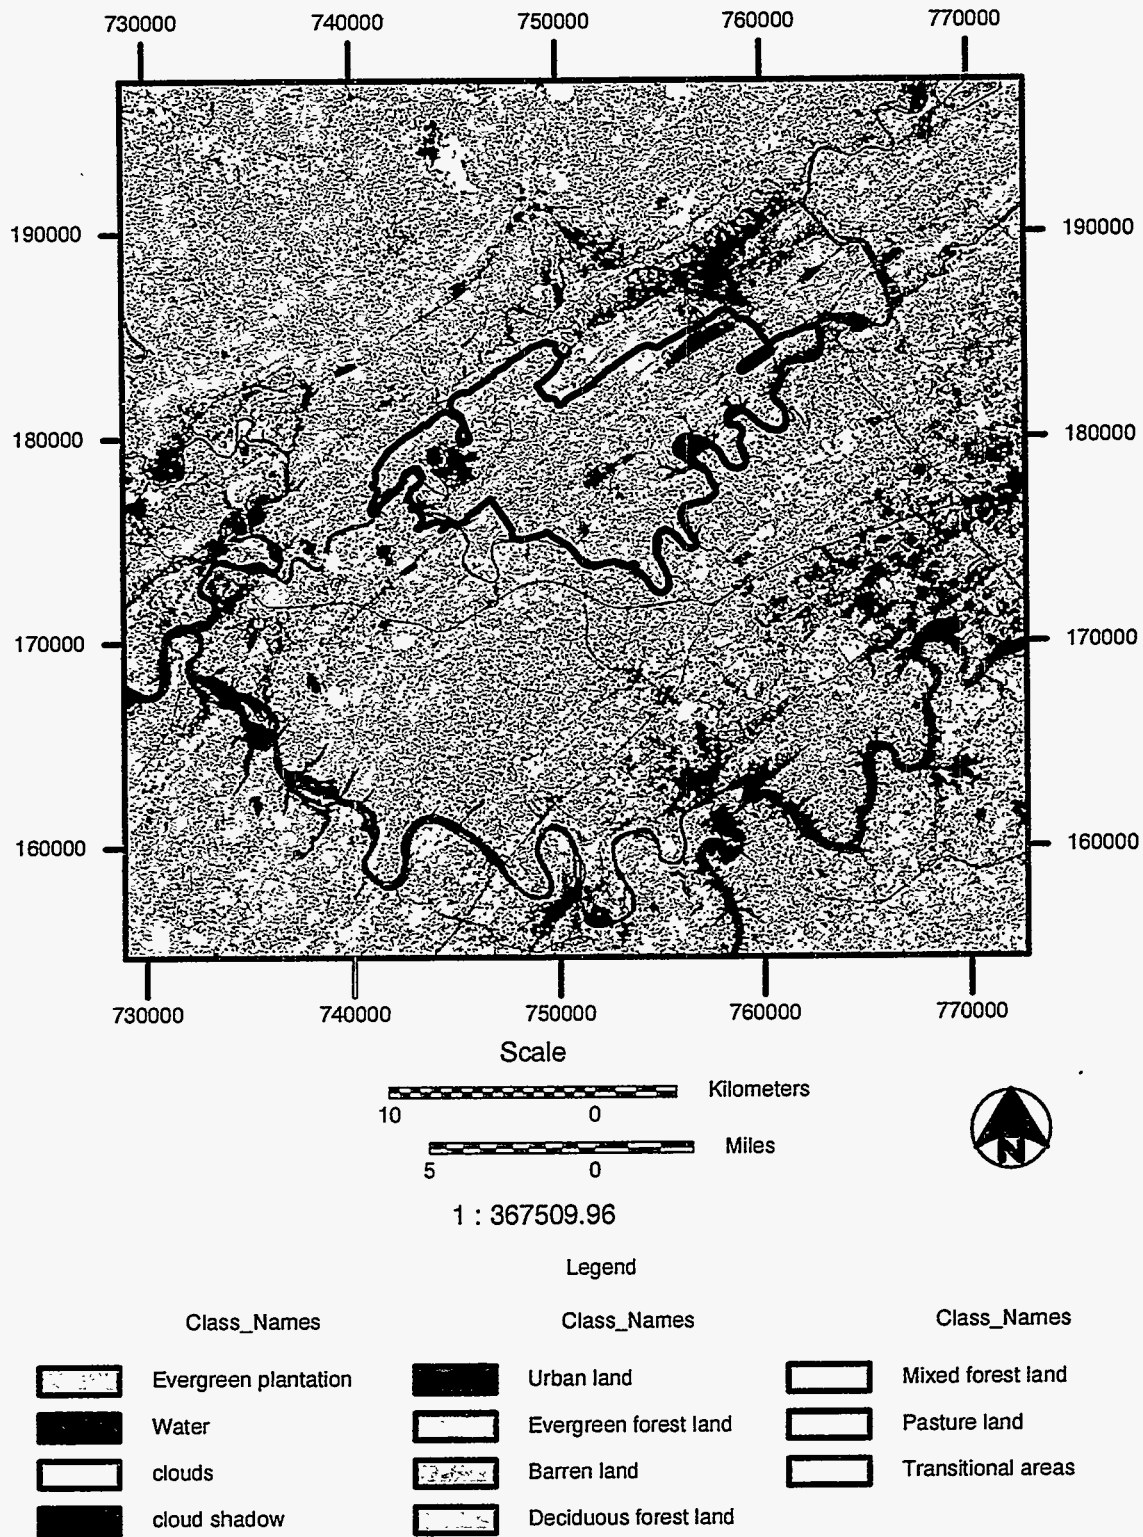 730000 740000 750000 760000 770000
190000 190000
180000 180000
170000 170000
160000 160000
730000 740000 750000 760000 770000
Scale
Kilometers
10 0
Miles
5 0
N
1 : 367509.96
Legend
Class_Names Class_Names Class_Names
Evergreen plantation Urban land Mixed forest land
Water Evergreen forest land Pasture land
clouds Barren land Transitional areas
cloud shadow Deciduous forest land